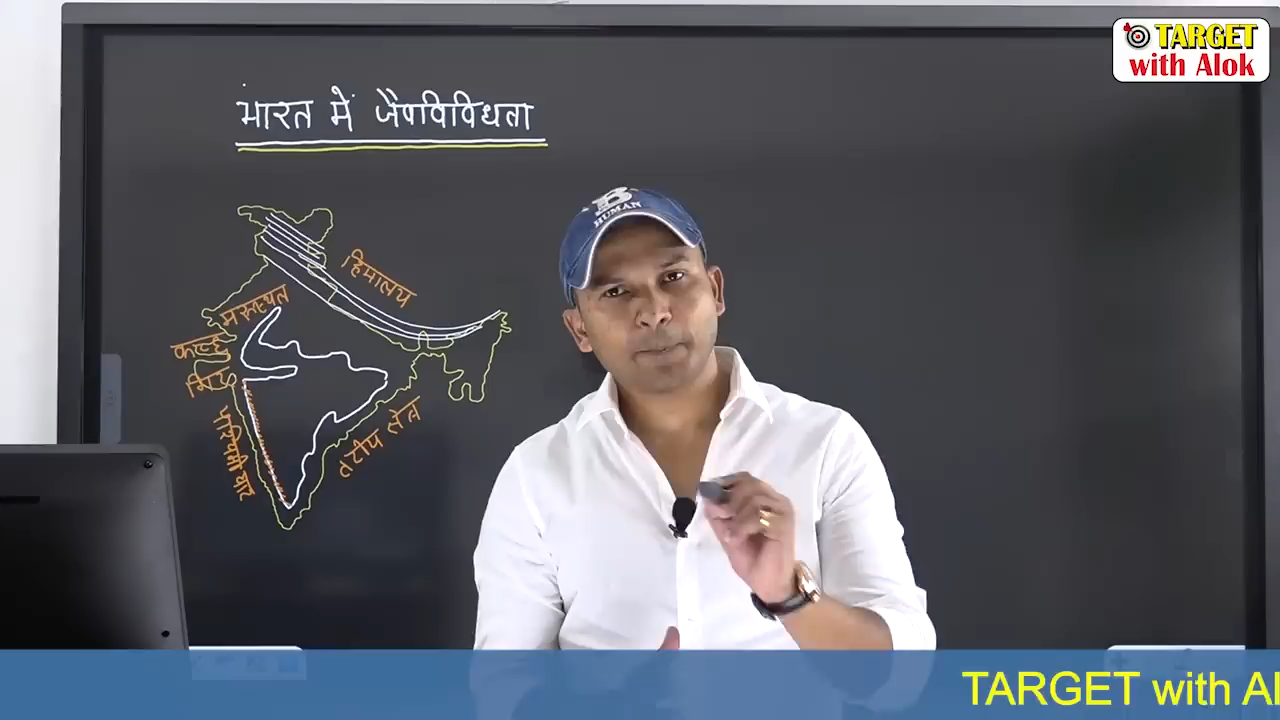 TARGET
with Alok
भारत में जैवविविधता
B
HUMAN
हिमालय
मरुस्थल
कच्छ
तटीय क्षेत्र
TARGET with Al